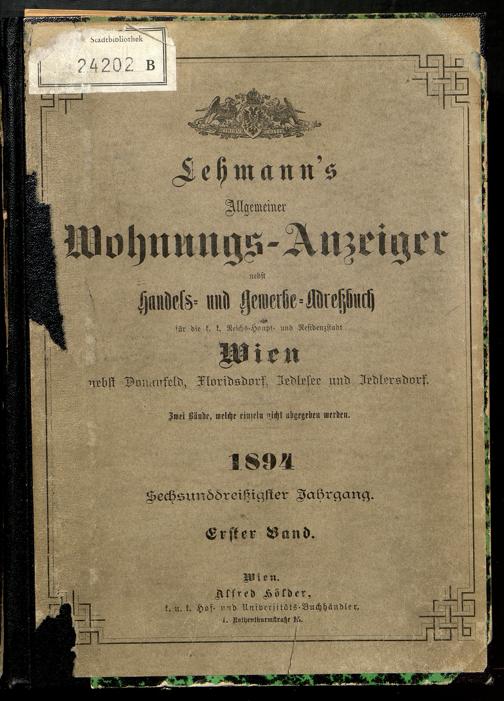 Stadtbibliothek
24202 B
Lehmann's
Allgemeiner
Wohnungs-Anzeiger
nebst
Handels- und Gewerbe-Adreßbuch
für die k. k. Reichs-Haupt- und Residenzstadt
Wien
nebst Donaufeld, Floridsdorf, Jedlesee und Jedlersdorf.
Zwei Bände, welche einzeln nicht abgegeben werden.
1894
Sechsunddreißigster Jahrgang.
Erster Band.
Wien.
Alfred Hölder,
k. u. k. Hof- und Universitäts-Buchhändler,
I. Rothenthurmstraße 15.